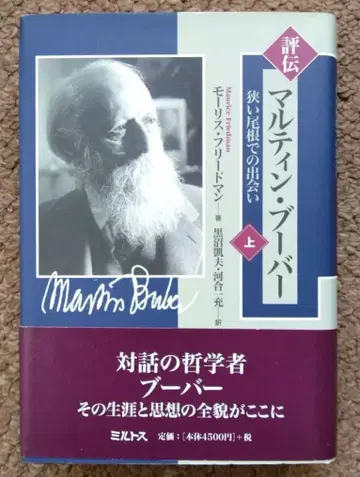 評伝
マルティン・ブーバー
狭い尾根での出会い
上
Maurice Friedman
モーリス・フリードマン―著
黒沼凱夫・河合一充―訳
Martin Buber
対話の哲学者
ブーバー
その生涯と思想の全貌がここに
ミルトス
定価：[本体4500円]+税